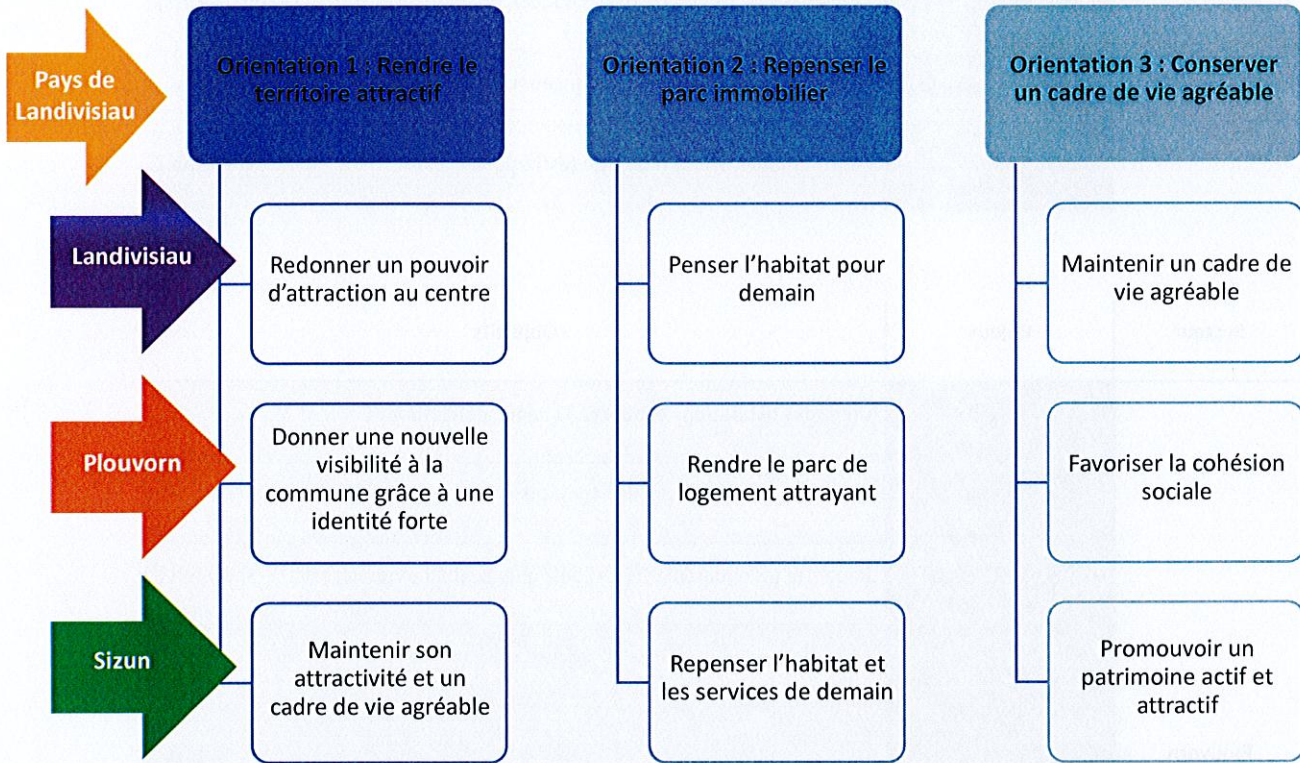 Pays de
Landivisiau
Orientation 1 : Rendre le
territoire attractif
Orientation 2 : Repenser le
parc immobilier
Orientation 3 : Conserver
un cadre de vie agréable
Landivisiau
Redonner un pouvoir
d'attraction au centre
Penser l'habitat pour
demain
Maintenir un cadre de
vie agréable
Plouvorn
Donner une nouvelle
visibilité à la
commune grâce à une
identité forte
Rendre le parc de
logement attrayant
Favoriser la cohésion
sociale
Sizun
Maintenir son
attractivité et un
cadre de vie agréable
Repenser l'habitat et
les services de demain
Promouvoir un
patrimoine actif et
attractif